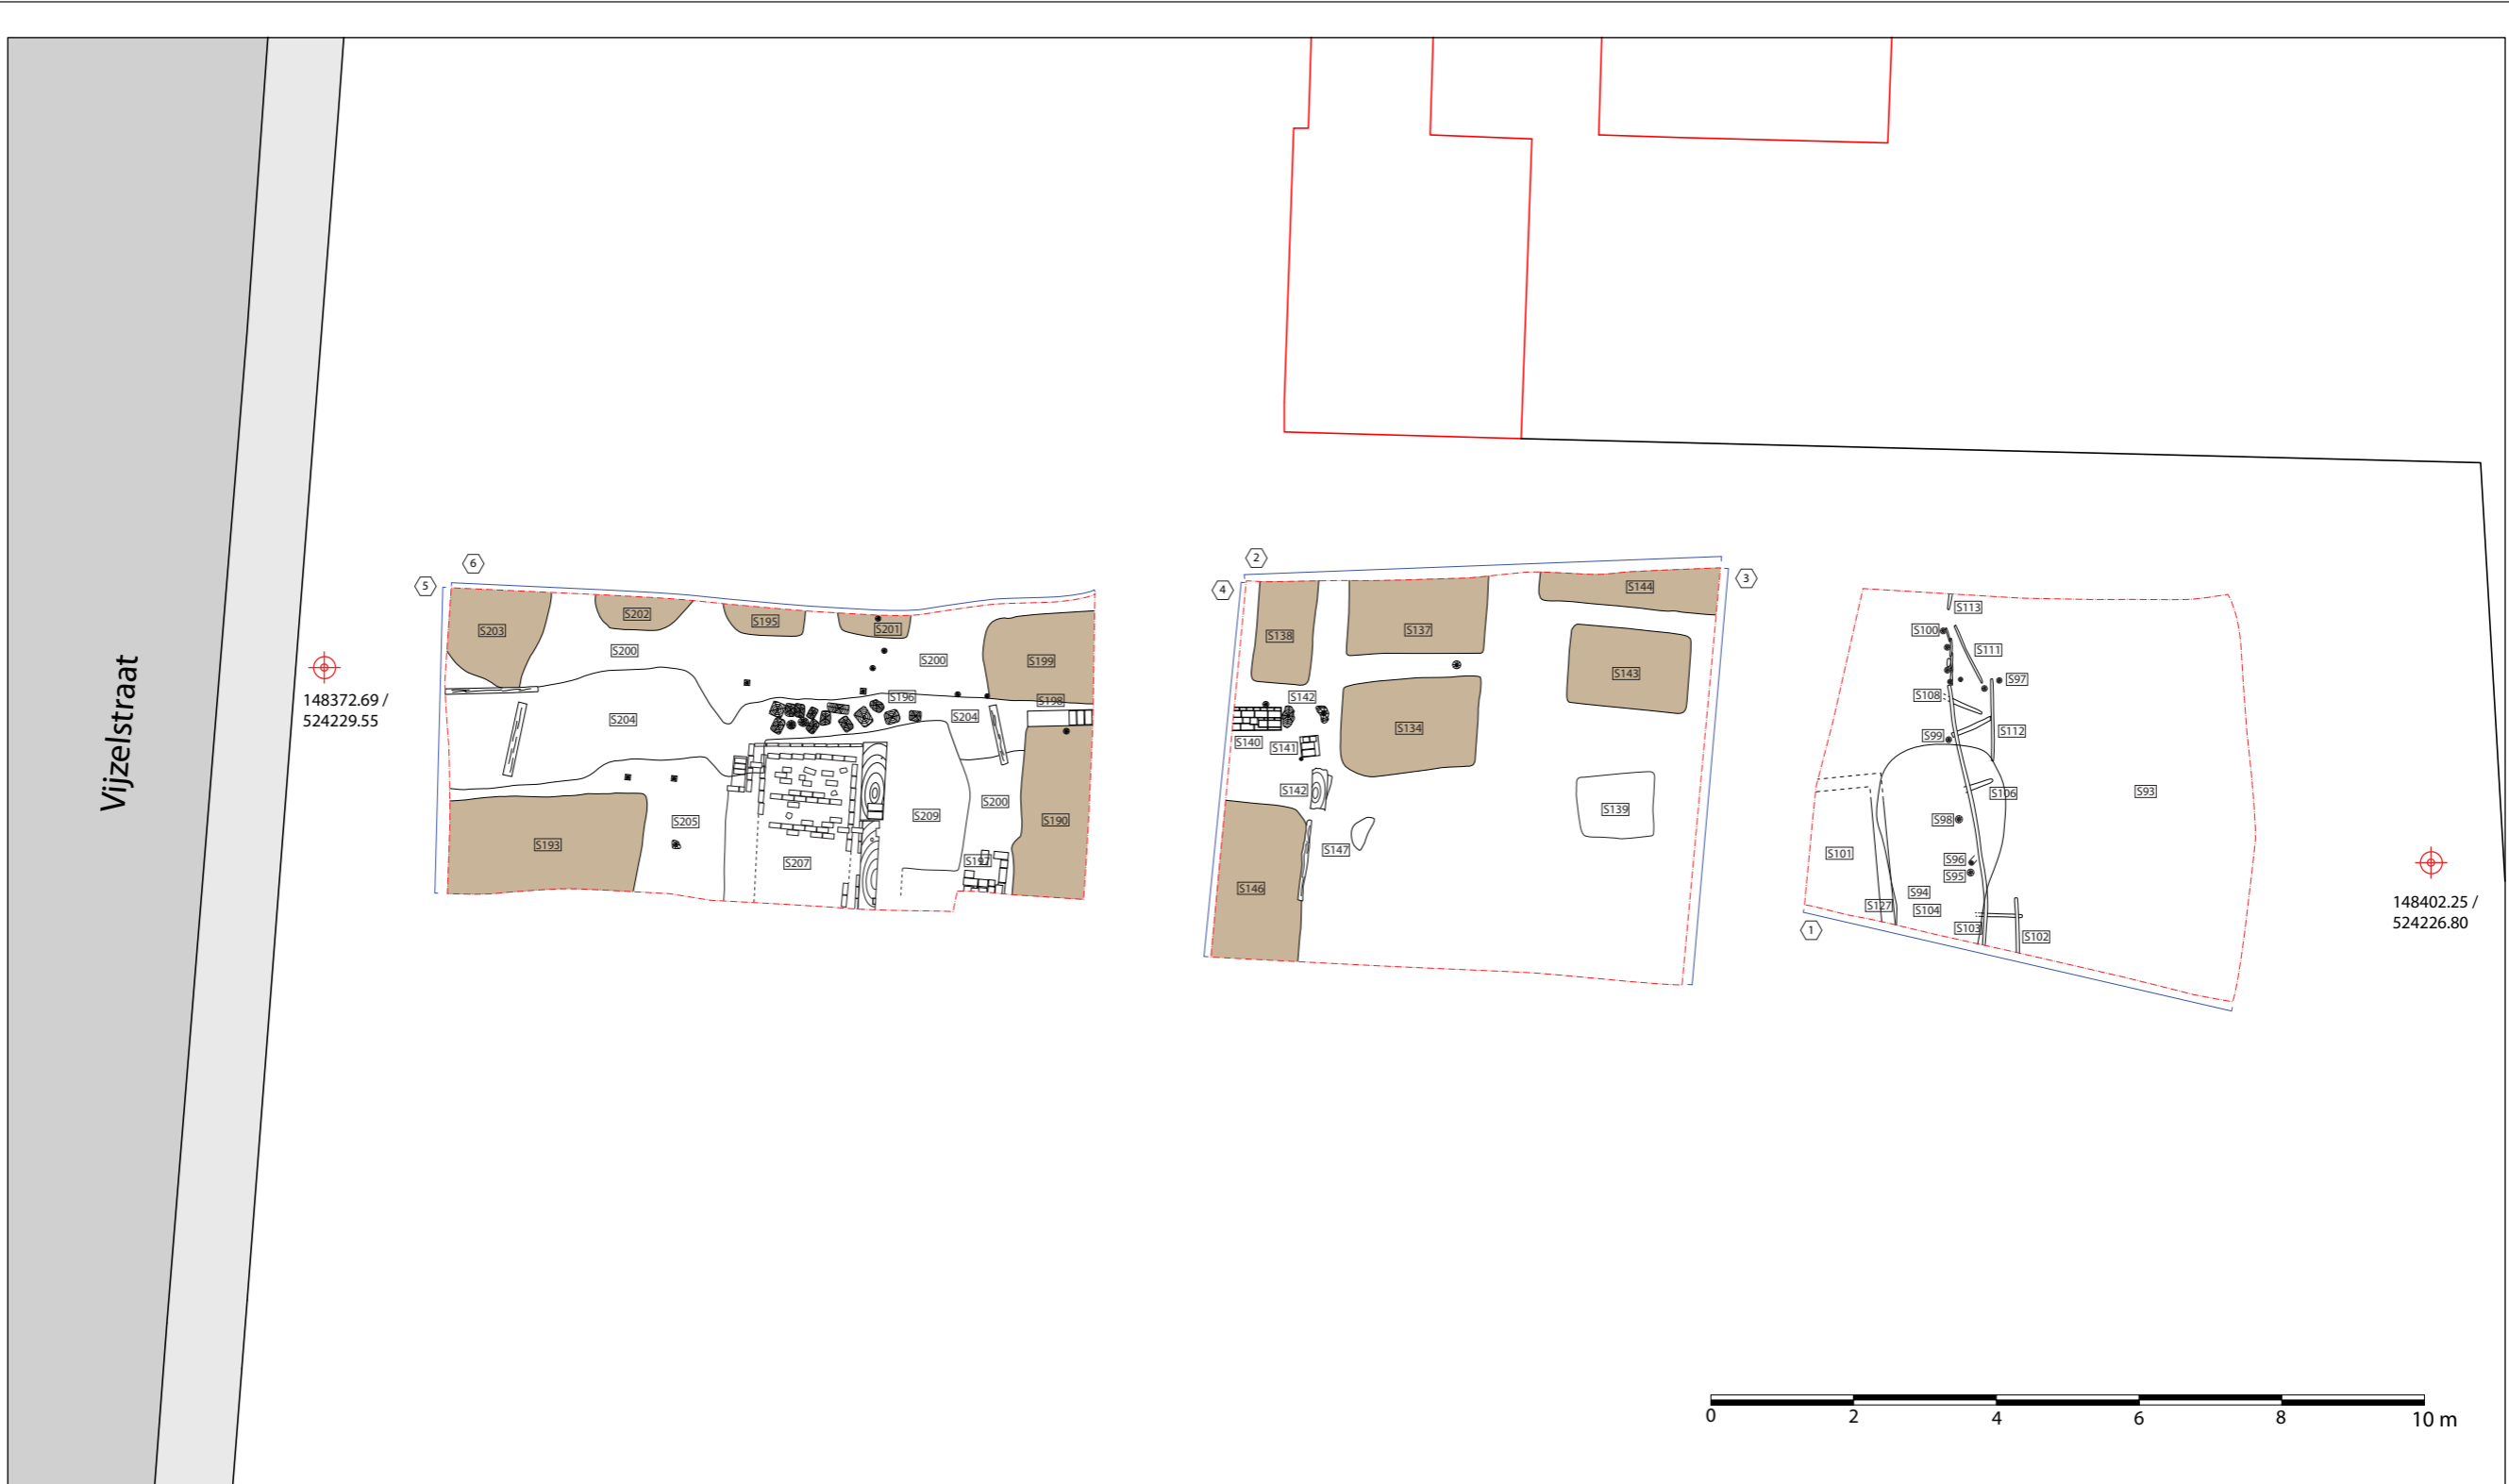 Vijzelstraat
148372.69 /
524229.55
5
6
S203
S202
S195
S201
S200
S200
S199
S196
S198
S204
S204
S205
S209
S200
S190
S193
S207
S197
2
4
3
S144
S138
S137
S143
S142
S134
S140
S141
S142
S139
S147
S146
S113
S100
S111
S97
S108
S99
S112
S106
S93
S98
S101
S96
S95
S94
S127
S104
S103
S102
1
148402.25 /
524226.80
0 2 4 6 8 10 m